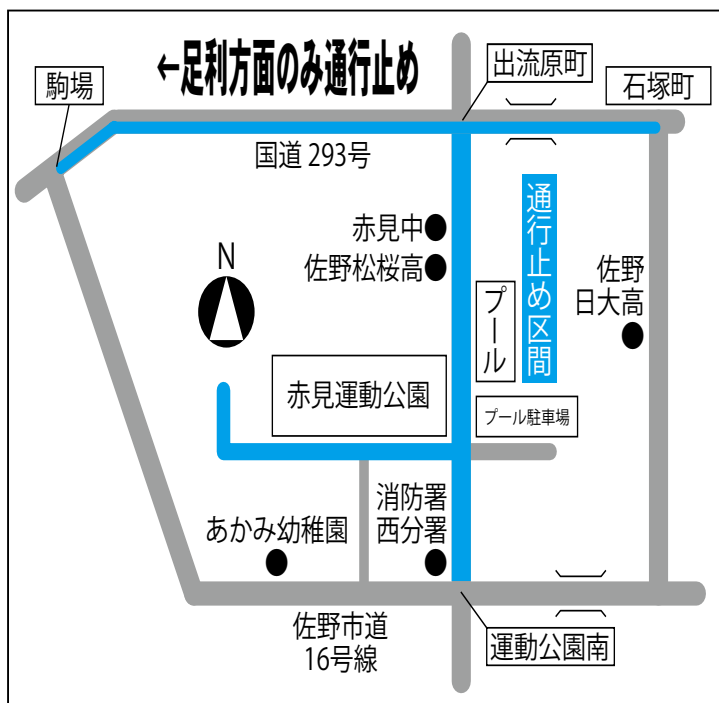 ←足利方面のみ通行止め
出流原町
駒場
石塚町
国道 293号
赤見中
佐野松桜高
N
通行止め区間
プール
佐野
日大高
赤見運動公園
プール駐車場
消防署
西分署
あかみ幼稚園
佐野市道
16号線
運動公園南